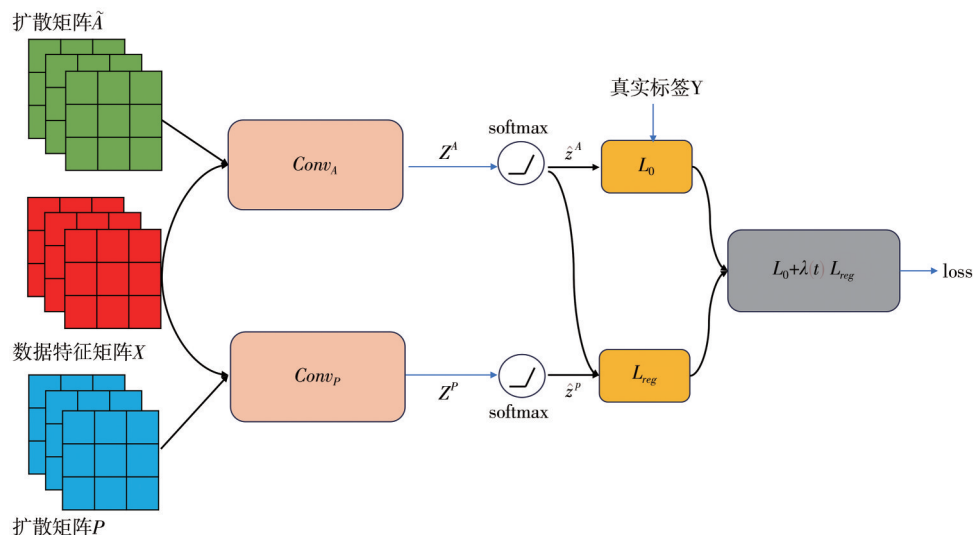 扩散矩阵Ã
数据特征矩阵X
扩散矩阵P
Conv_A
Conv_P
Z^A
Z^P
softmax
softmax
ẑ^A
ẑ^P
真实标签Y
L_0
L_reg
L_0+λ(t) L_reg
loss